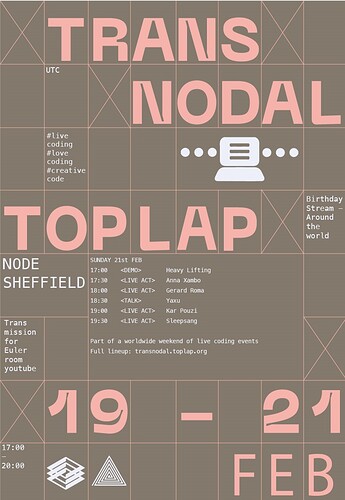 TRANS
UTC
NODAL
#live
coding
#love
coding
#creative
code
TOPLAP
Birthday
Stream –
Around
the
world
NODE
SHEFFIELD
SUNDAY 21st FEB
17:00 <DEMO> Heavy Lifting
17:30 <LIVE ACT> Anna Xambo
18:00 <LIVE ACT> Gerard Roma
18:30 <TALK> Yaxu
19:00 <LIVE ACT> Kar Pouzi
19:30 <LIVE ACT> Sleepsang
Part of a worldwide weekend of live coding events
Full lineup: transnodal.toplap.org
Trans
mission
for
Euler
room
youtube
19 – 21
17:00
–
20:00
FEB